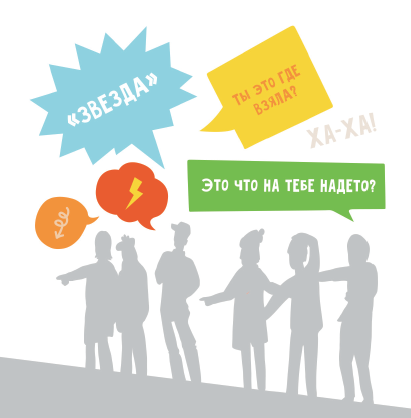 «ЗВЕЗДА»
ТЫ ЭТО ГДЕ
ВЗЯЛА?
ХА-ХА!
ЭТО ЧТО НА ТЕБЕ НАДЕТО?